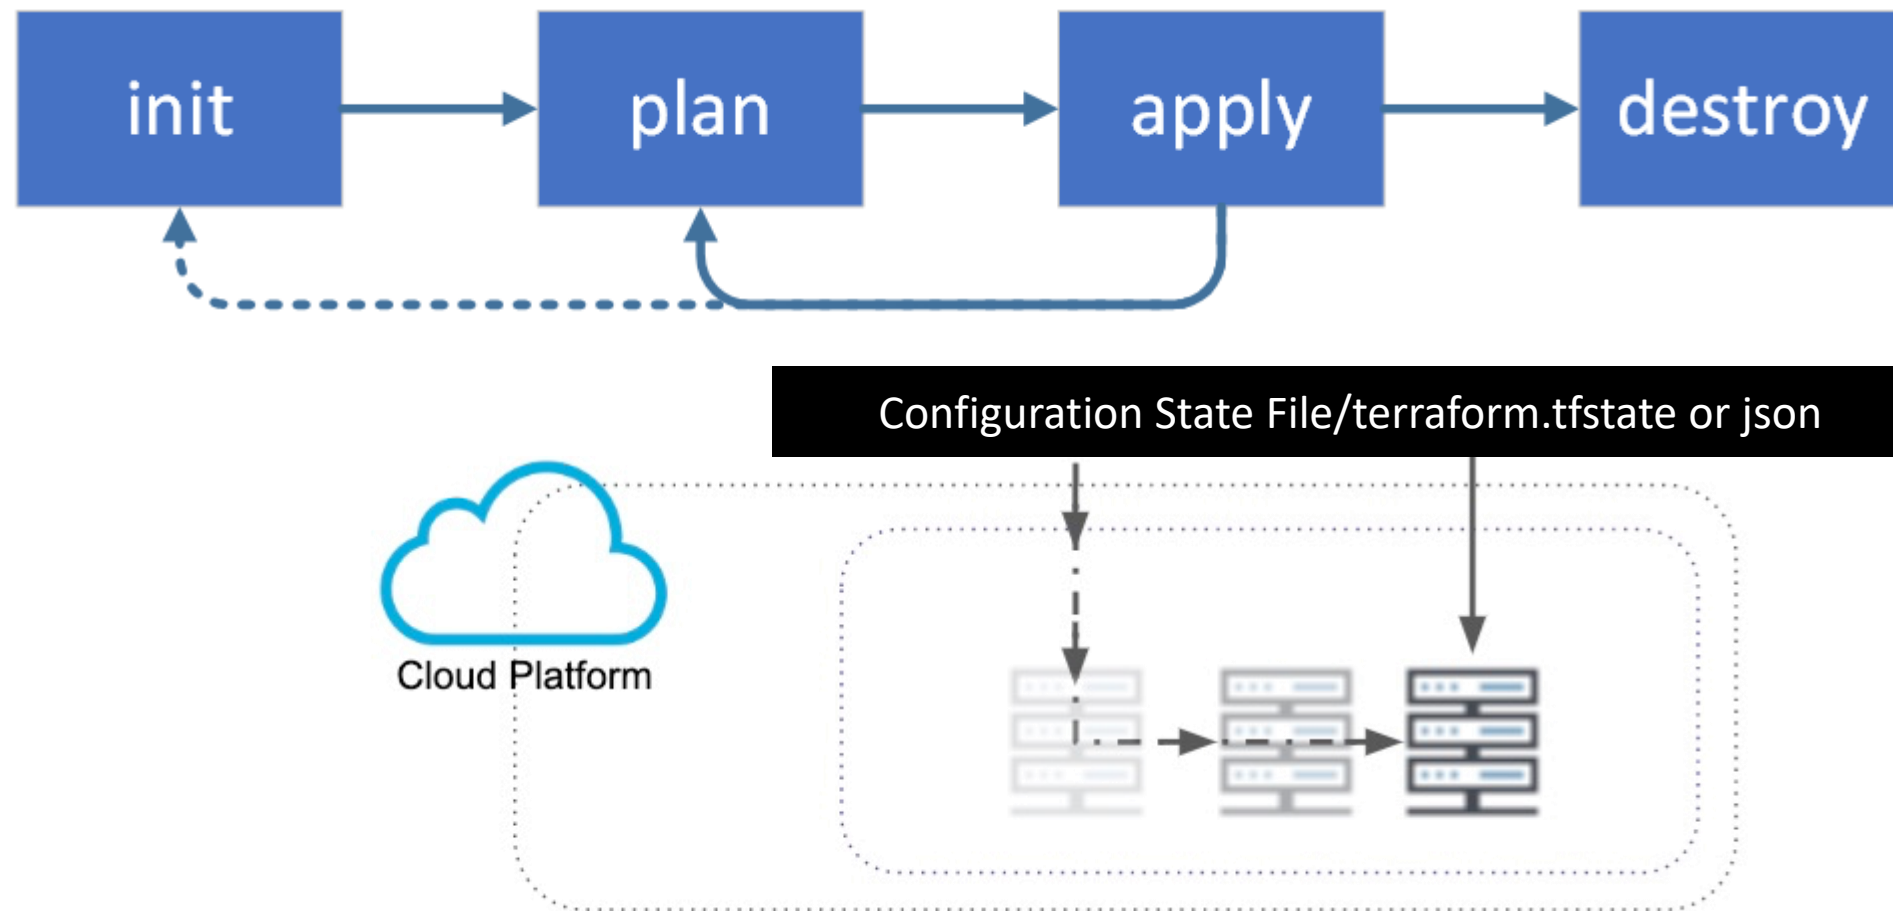 init
plan
apply
destroy
Configuration State File/terraform.tfstate or json
Cloud Platform